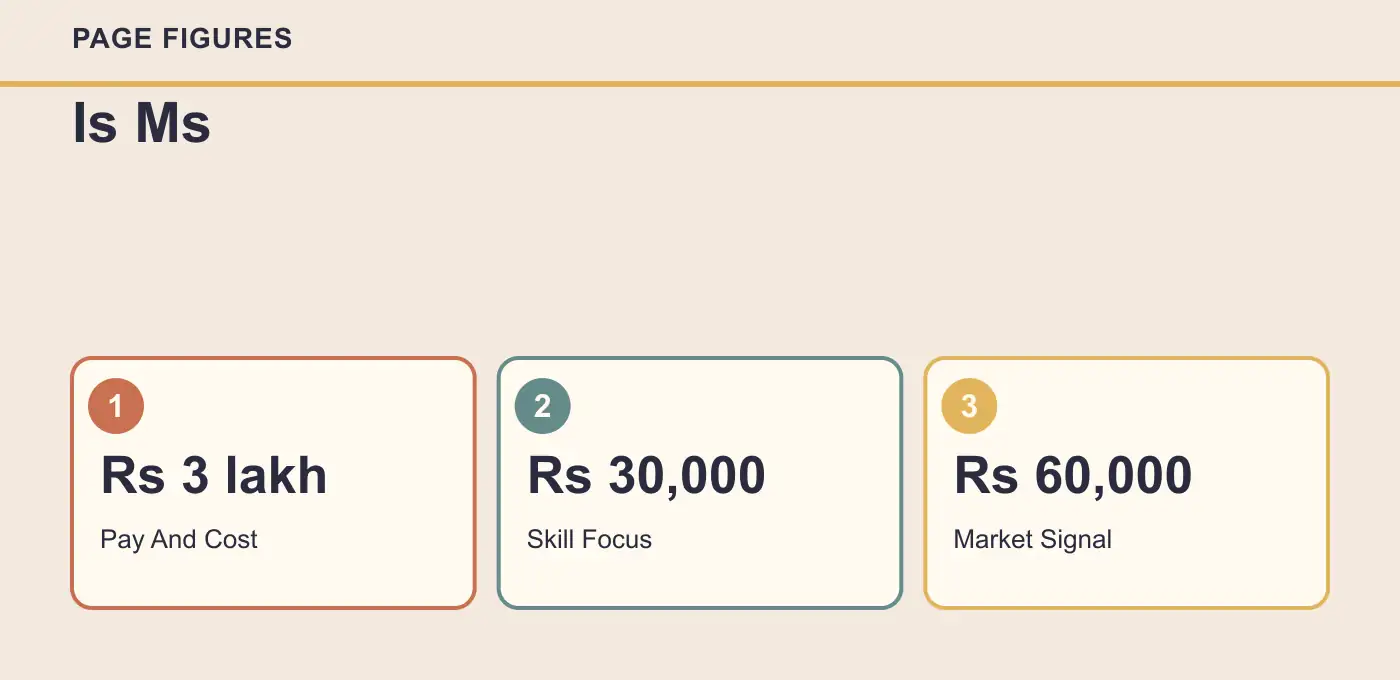 PAGE FIGURES
Is Ms
1
Rs 3 lakh
Pay And Cost
2
Rs 30,000
Skill Focus
3
Rs 60,000
Market Signal